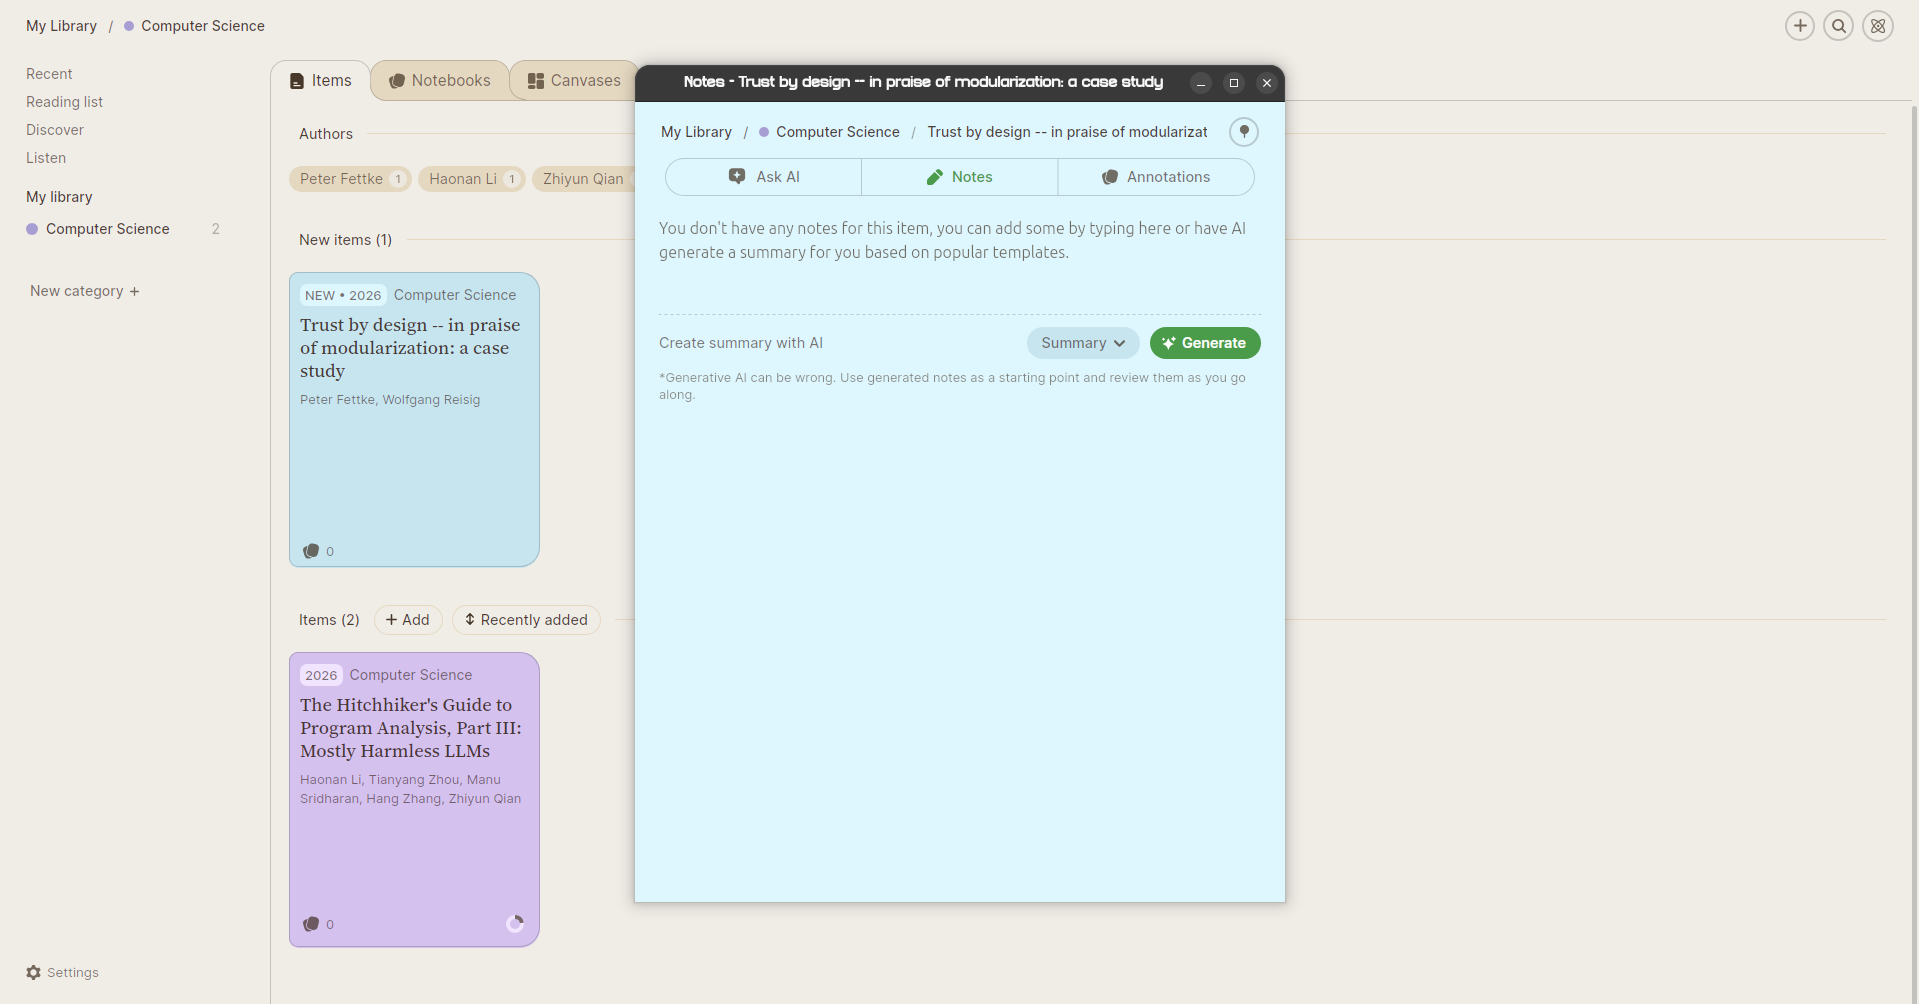 My Library / Computer Science
Recent
Reading list
Discover
Listen
My library
Computer Science 2
New category +
Settings
Items
Notebooks
Canvases
Authors
Peter Fettke 1
Haonan Li 1
Zhiyun Qian
New items (1)
NEW • 2026 Computer Science
Trust by design -- in praise
of modularization: a case
study
Peter Fettke, Wolfgang Reisig
0
Items (2)
+ Add
Recently added
2026 Computer Science
The Hitchhiker's Guide to
Program Analysis, Part III:
Mostly Harmless LLMs
Haonan Li, Tianyang Zhou, Manu
Sridharan, Hang Zhang, Zhiyun Qian
0
Notes - Trust by design -- in praise of modularization: a case study
My Library / Computer Science / Trust by design -- in praise of modularizat
Ask AI
Notes
Annotations
You don't have any notes for this item, you can add some by typing here or have AI
generate a summary for you based on popular templates.
Create summary with AI
Summary
Generate
*Generative AI can be wrong. Use generated notes as a starting point and review them as you go
along.